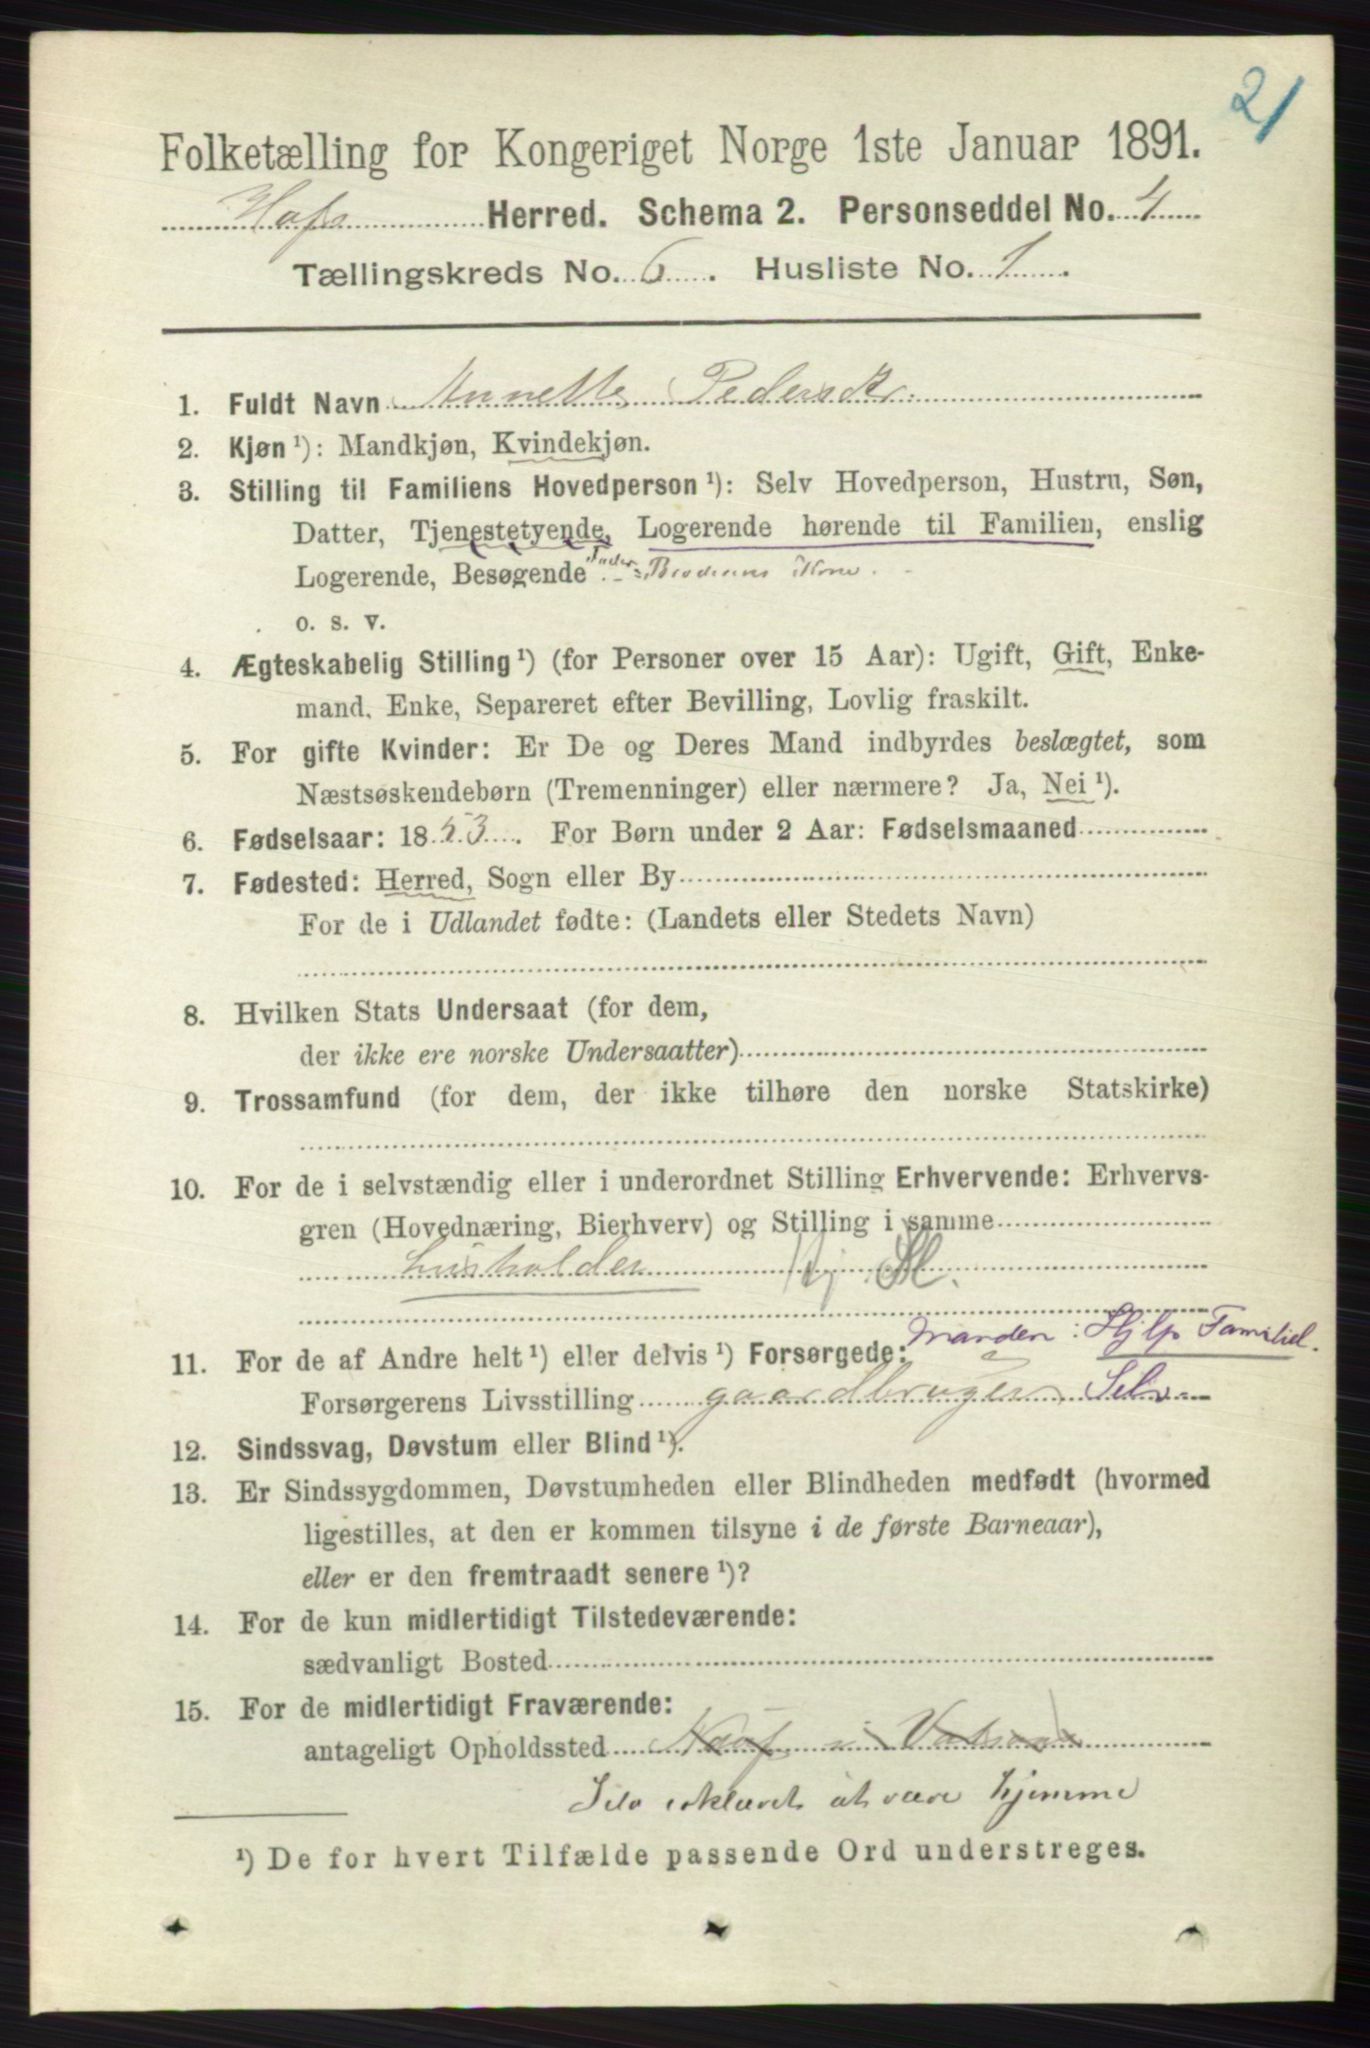 21
Folketælling for Kongeriget Norge 1ste Januar 1891.
Hafs Herred. Schema 2. Personseddel No. 4
Tællingskreds No. 6. Husliste No. 1.
1. Fuldt Navn Annette Pedersdtr
2. Kjøn ¹): Mandkjøn, Kvindekjøn.
3. Stilling til Familiens Hovedperson ¹): Selv Hovedperson, Hustru, Søn,
Datter, Tjenestetyende, Logerende hørende til Familien, enslig
Logerende, Besøgende Broderens Kone.
o. s. v.
4. Ægteskabelig Stilling ¹) (for Personer over 15 Aar): Ugift, Gift, Enke-
mand, Enke, Separeret efter Bevilling, Lovlig fraskilt.
5. For gifte Kvinder: Er De og Deres Mand indbyrdes beslægtet, som
Næstsøskendebørn (Tremenninger) eller nærmere? Ja, Nei ¹).
6. Fødselsaar: 1853. For Børn under 2 Aar: Fødselsmaaned
7. Fødested: Herred, Sogn eller By
For de i Udlandet fødte: (Landets eller Stedets Navn)
8. Hvilken Stats Undersaat (for dem,
der ikke ere norske Undersaatter)
9. Trossamfund (for dem, der ikke tilhøre den norske Statskirke)
10. For de i selvstændig eller i underordnet Stilling Erhvervende: Erhvervs-
gren (Hovednæring, Bierhverv) og Stilling i samme
husholder
Manden: Hjelp Familiel.
11. For de af Andre helt ¹) eller delvis ¹) Forsørgede:
Forsørgerens Livsstilling gaardbruger Selv
12. Sindssvag, Døvstum eller Blind ¹).
13. Er Sindssygdommen, Døvstumheden eller Blindheden medfødt (hvormed
ligestilles, at den er kommen tilsyne i de første Barneaar),
eller er den fremtraadt senere ¹)?
14. For de kun midlertidigt Tilstedeværende:
sædvanligt Bosted
15. For de midlertidigt Fraværende:
antageligt Opholdssted
at være hjemme
¹) De for hvert Tilfælde passende Ord understreges.